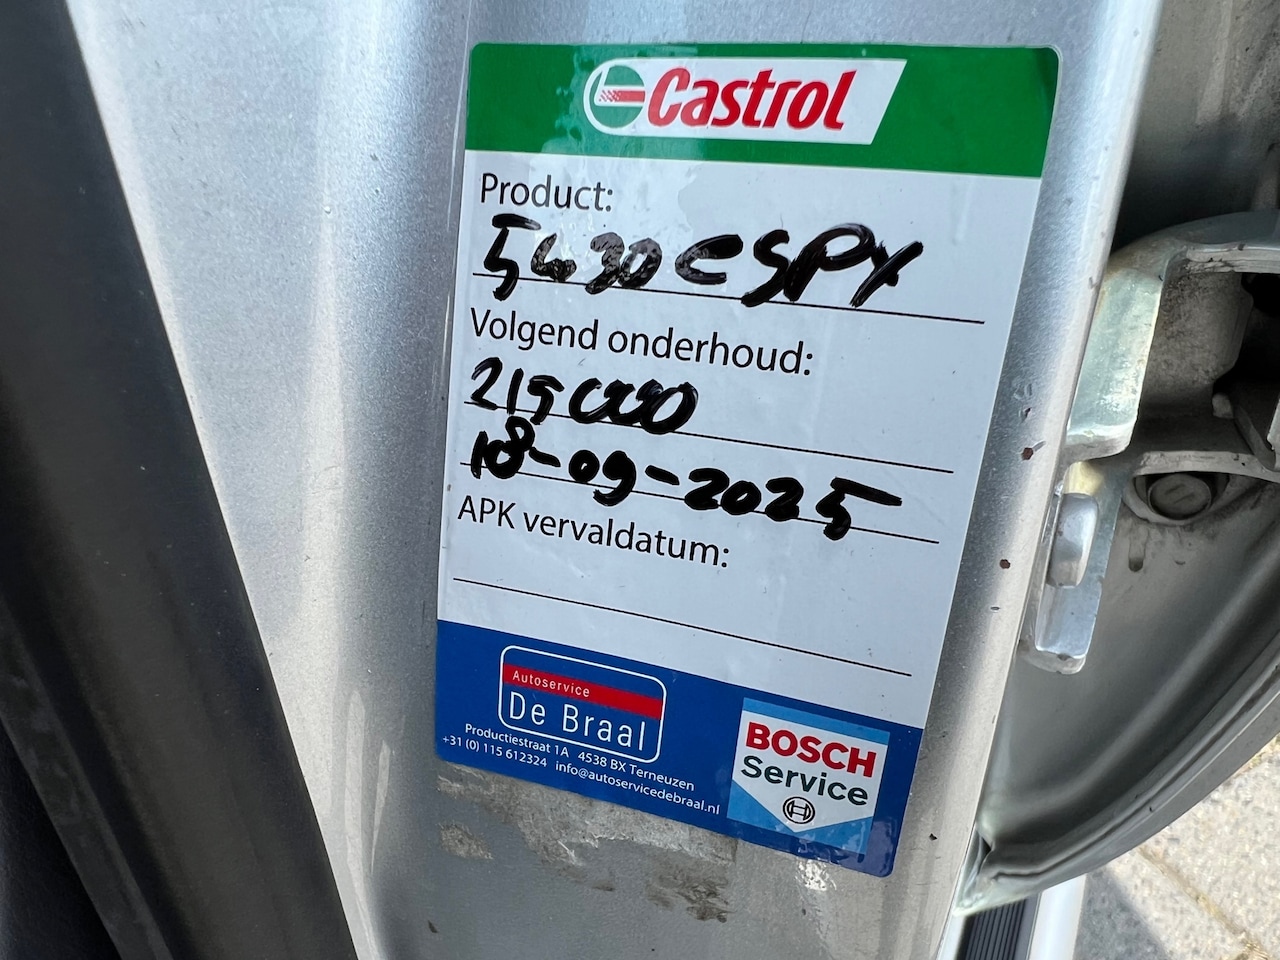 Castrol
Product:
5W30 C SPX
Volgend onderhoud:
215000
18-09-2025
APK vervaldatum:
Autoservice
De Braal
Productiestraat 1A 4538 BX Terneuzen
+31 (0) 115 612324 info@autoservicedebraal.nl
BOSCH
Service